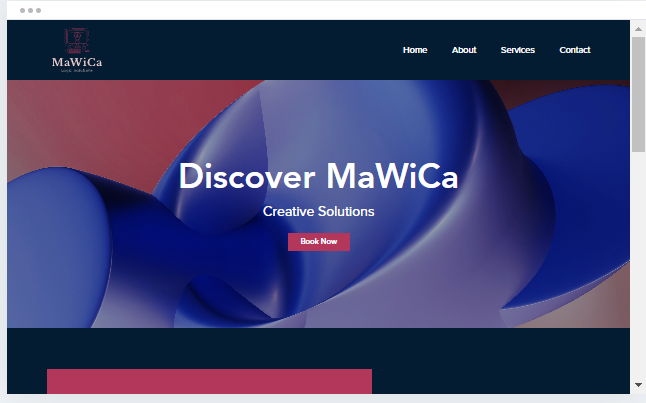 MaWiCa
Home About Services Contact
Discover MaWiCa
Creative Solutions
Book Now